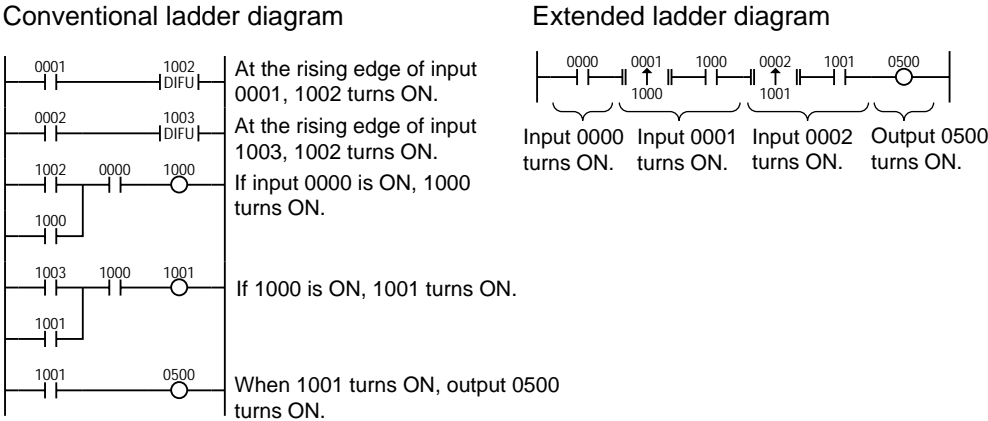 Conventional ladder diagram
0001 1002
DIFU
At the rising edge of input
0001, 1002 turns ON.
0002 1003
DIFU
At the rising edge of input
1003, 1002 turns ON.
1002 0000 1000
If input 0000 is ON, 1000
turns ON.
1000
1003 1000 1001
If 1000 is ON, 1001 turns ON.
1001
1001 0500
When 1001 turns ON, output 0500
turns ON.
Extended ladder diagram
0000 0001 1000 0002 1001 0500
1000 1001
Input 0000 Input 0001 Input 0002 Output 0500
turns ON. turns ON. turns ON. turns ON.